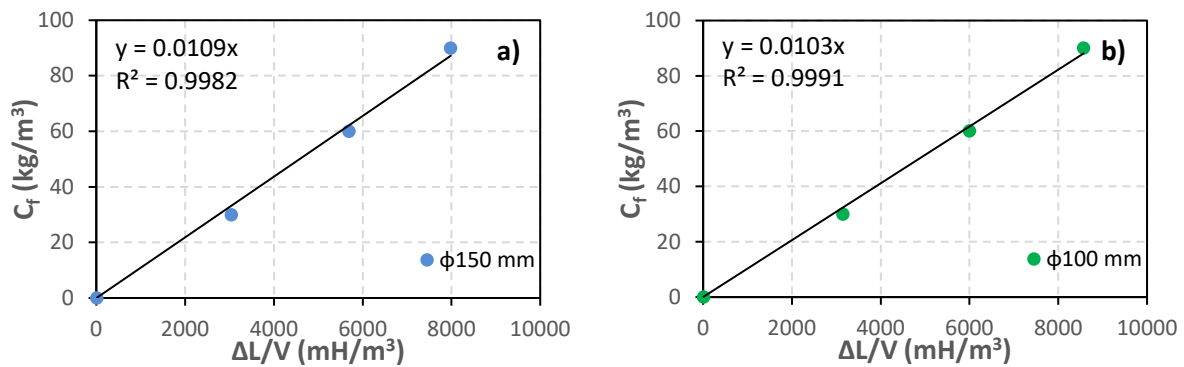 y = 0.0109x
R² = 0.9982
a)
C_f (kg/m³)
100
80
60
40
20
0
ϕ150 mm
0 2000 4000 6000 8000 10000
ΔL/V (mH/m³)
y = 0.0103x
R² = 0.9991
b)
C_f (kg/m³)
100
80
60
40
20
0
ϕ100 mm
0 2000 4000 6000 8000 10000
ΔL/V (mH/m³)